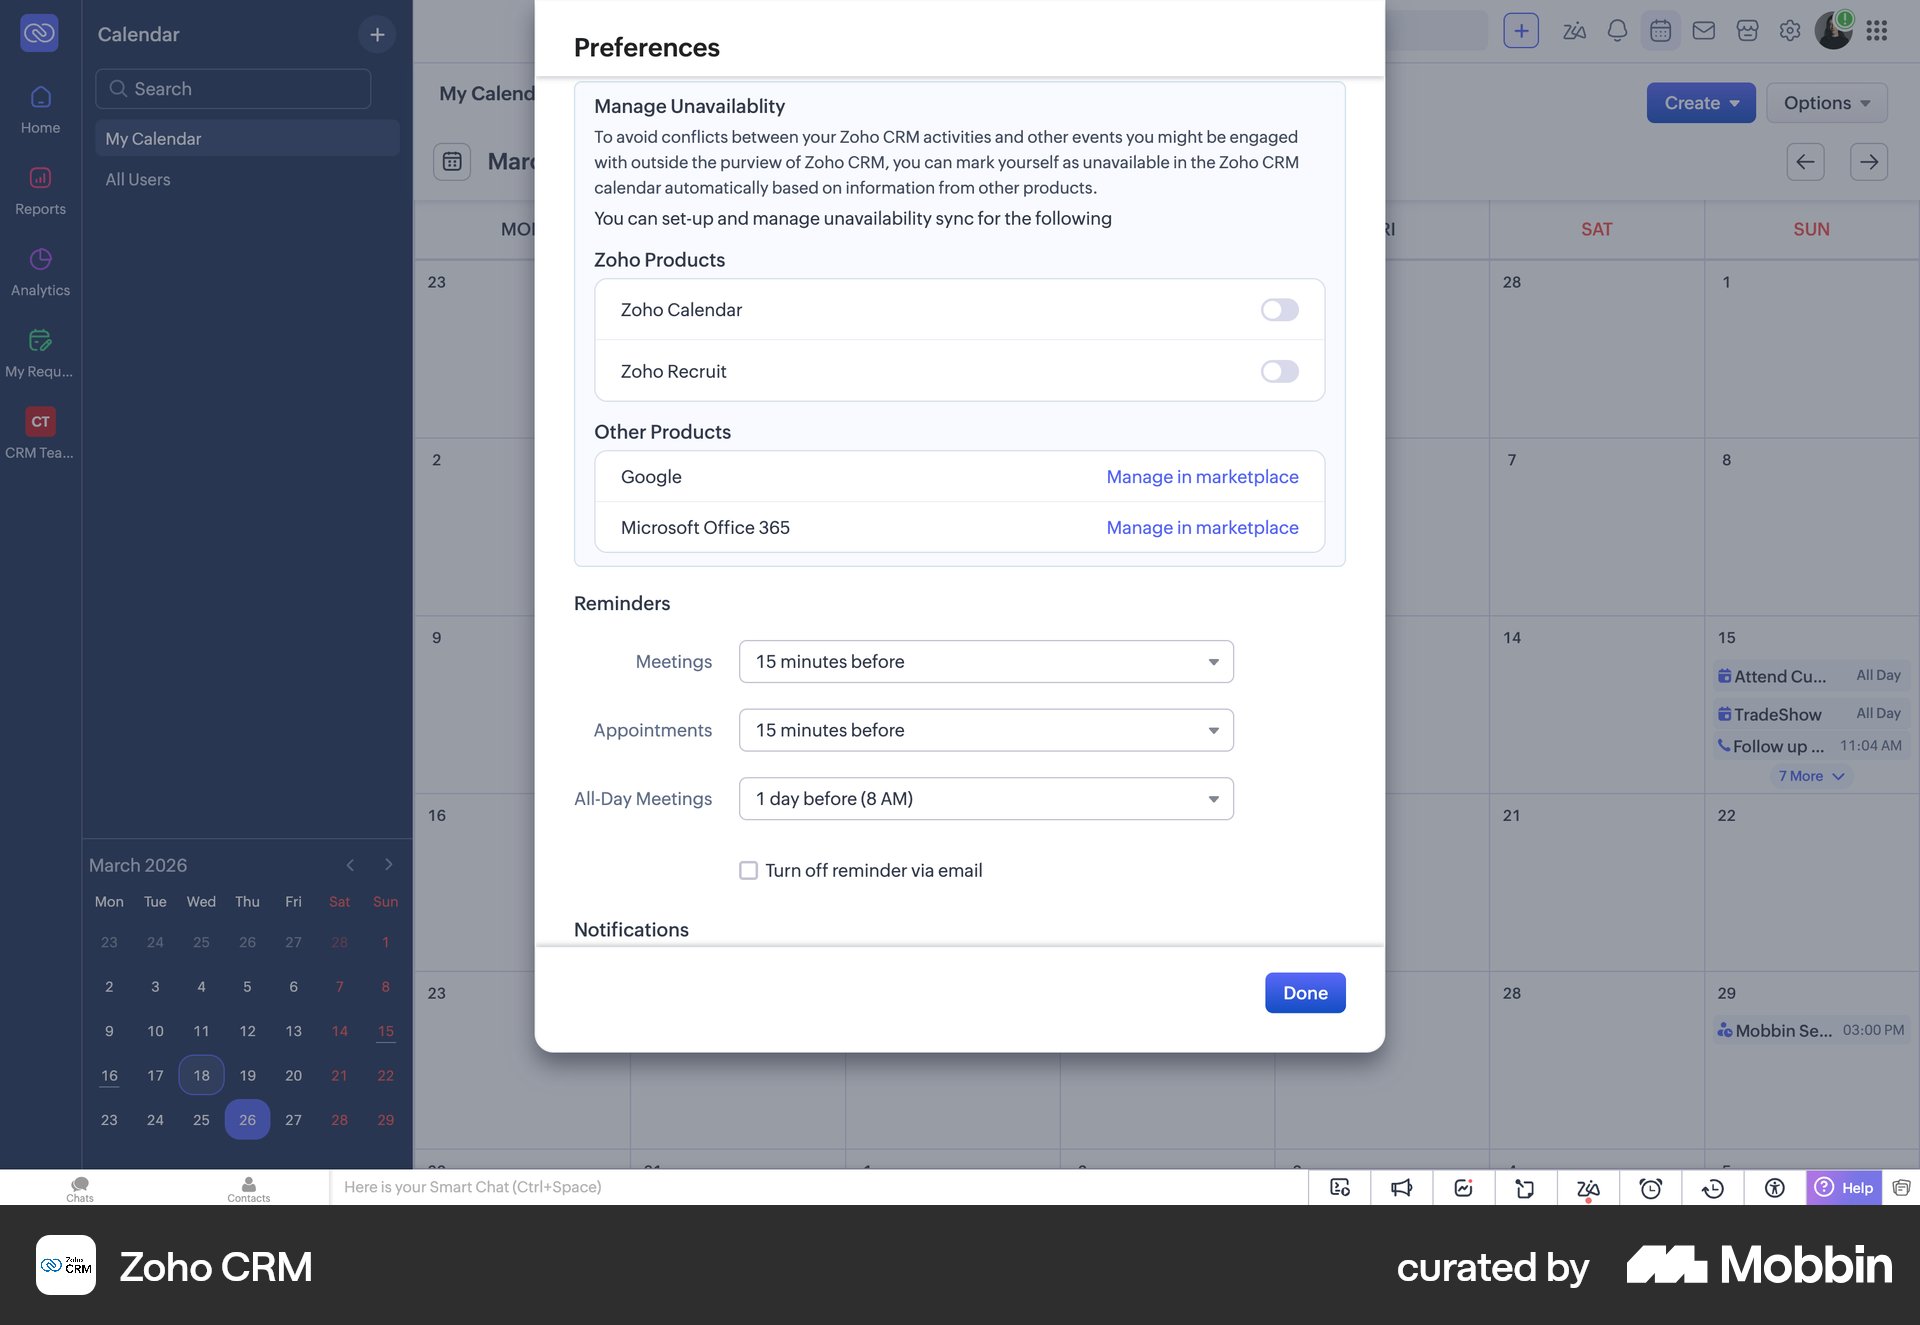 Calendar
Search
My Calendar
All Users
Home
Reports
Analytics
My Requ...
CT
CRM Tea...
March 2026
Mon Tue Wed Thu Fri Sat Sun
23 24 25 26 27 28 1
2 3 4 5 6 7 8
9 10 11 12 13 14 15
16 17 18 19 20 21 22
23 24 25 26 27 28 29
My Calend
Create
Options
Marc
SAT SUN
23 28 1
2 7 8
9 14 15
Attend Cu... All Day
TradeShow All Day
Follow up ... 11:04 AM
7 More
16 21 22
23 28 29
Mobbin Se... 03:00 PM
Preferences
Manage Unavailablity
To avoid conflicts between your Zoho CRM activities and other events you might be engaged
with outside the purview of Zoho CRM, you can mark yourself as unavailable in the Zoho CRM
calendar automatically based on information from other products.
You can set-up and manage unavailability sync for the following
Zoho Products
Zoho Calendar
Zoho Recruit
Other Products
Google Manage in marketplace
Microsoft Office 365 Manage in marketplace
Reminders
Meetings 15 minutes before
Appointments 15 minutes before
All-Day Meetings 1 day before (8 AM)
Turn off reminder via email
Notifications
Done
Chats
Contacts
Here is your Smart Chat (Ctrl+Space)
Help
Zoho CRM
Zoho CRM
curated by Mobbin